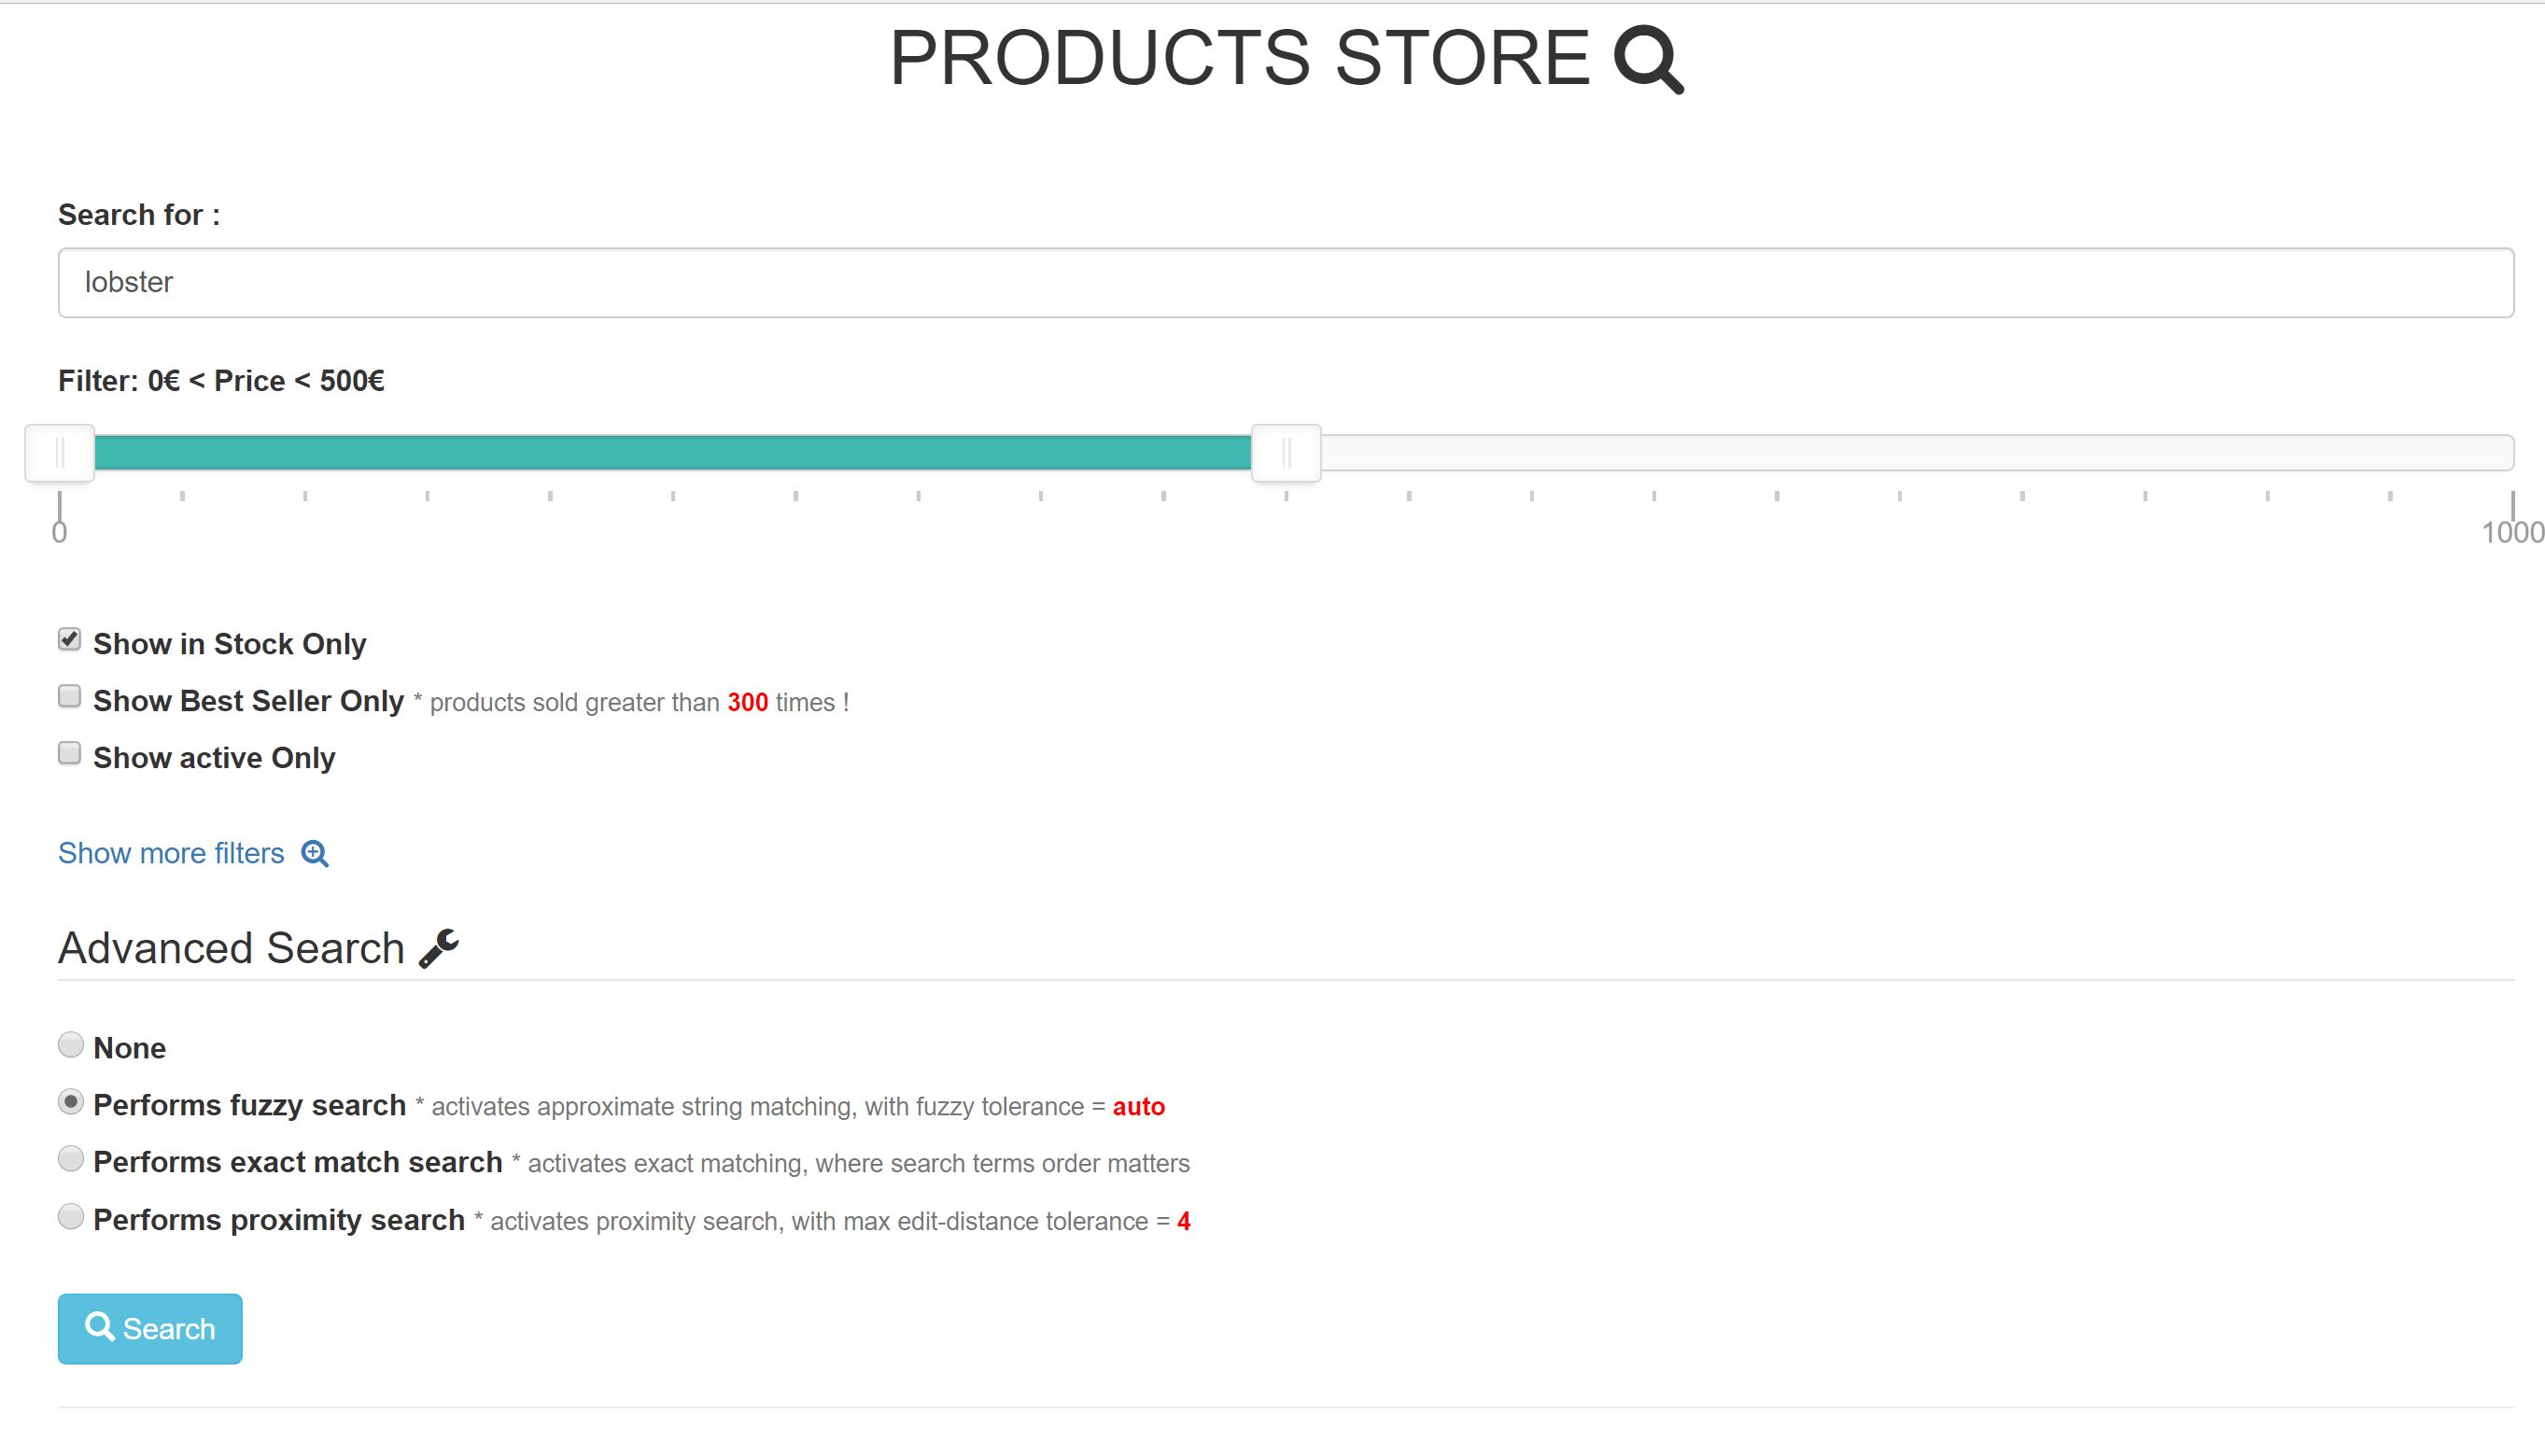 PRODUCTS STORE
Search for :
lobster
Filter: 0€ < Price < 500€
0 1000
Show in Stock Only
Show Best Seller Only * products sold greater than 300 times !
Show active Only
Show more filters
Advanced Search
None
Performs fuzzy search * activates approximate string matching, with fuzzy tolerance = auto
Performs exact match search * activates exact matching, where search terms order matters
Performs proximity search * activates proximity search, with max edit-distance tolerance = 4
Search